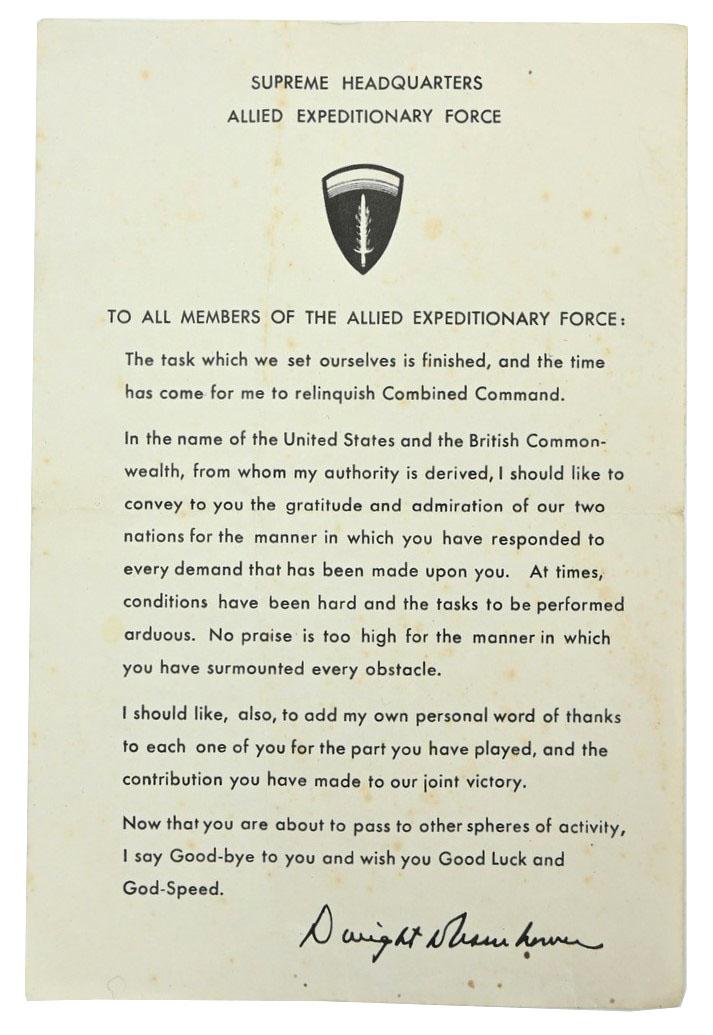 SUPREME HEADQUARTERS
ALLIED EXPEDITIONARY FORCE
TO ALL MEMBERS OF THE ALLIED EXPEDITIONARY FORCE:
The task which we set ourselves is finished, and the time
has come for me to relinquish Combined Command.
In the name of the United States and the British Common-
wealth, from whom my authority is derived, I should like to
convey to you the gratitude and admiration of our two
nations for the manner in which you have responded to
every demand that has been made upon you. At times,
conditions have been hard and the tasks to be performed
arduous. No praise is too high for the manner in which
you have surmounted every obstacle.
I should like, also, to add my own personal word of thanks
to each one of you for the part you have played, and the
contribution you have made to our joint victory.
Now that you are about to pass to other spheres of activity,
I say Good-bye to you and wish you Good Luck and
God-Speed.
Dwight D Eisenhower